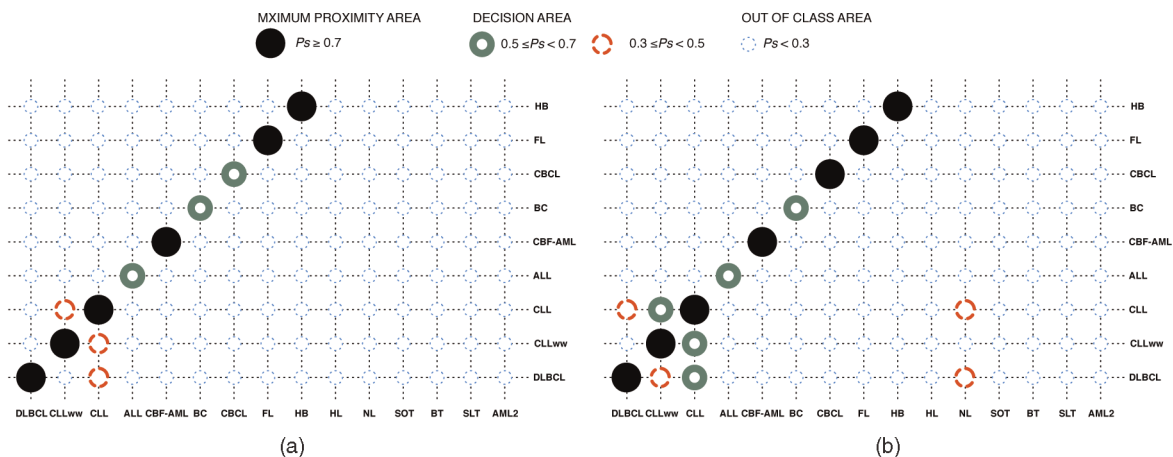 MXIMUM PROXIMITY AREA DECISION AREA OUT OF CLASS AREA
Ps ≥ 0.7 0.5 ≤Ps < 0.7 0.3 ≤Ps< 0.5 Ps < 0.3
HB
FL
CBCL
BC
CBF-AML
ALL
CLL
CLLww
DLBCL
DLBCL CLLww CLL ALL CBF-AML BC CBCL FL HB HL NL SOT BT SLT AML2
(a)
HB
FL
CBCL
BC
CBF-AML
ALL
CLL
CLLww
DLBCL
DLBCL CLLww CLL ALL CBF-AML BC CBCL FL HB HL NL SOT BT SLT AML2
(b)